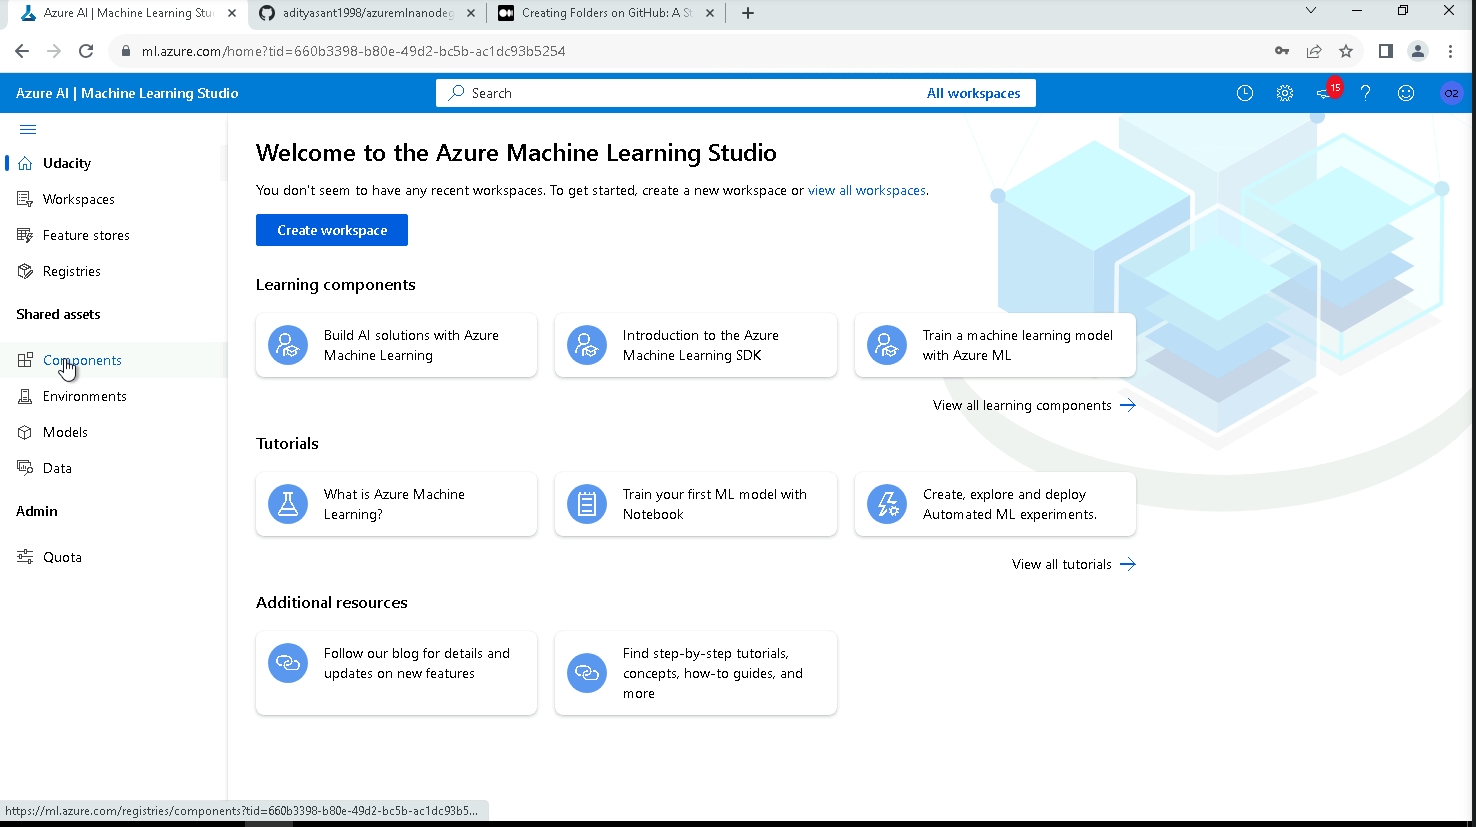 Azure AI | Machine Learning Stu
adityasant1998/azuremlnanodeg
Creating Folders on GitHub: A St
ml.azure.com/home?tid=660b3398-b80e-49d2-bc5b-ac1dc93b5254
Azure AI | Machine Learning Studio
Search
All workspaces
15
O2
Udacity
Workspaces
Feature stores
Registries
Shared assets
Components
Environments
Models
Data
Admin
Quota
Welcome to the Azure Machine Learning Studio
You don't seem to have any recent workspaces. To get started, create a new workspace or view all workspaces.
Create workspace
Learning components
Build AI solutions with Azure
Machine Learning
Introduction to the Azure
Machine Learning SDK
Train a machine learning model
with Azure ML
View all learning components
Tutorials
What is Azure Machine
Learning?
Train your first ML model with
Notebook
Create, explore and deploy
Automated ML experiments.
View all tutorials
Additional resources
Follow our blog for details and
updates on new features
Find step-by-step tutorials,
concepts, how-to guides, and
more
https://ml.azure.com/registries/components?tid=660b3398-b80e-49d2-bc5b-ac1dc93b5...